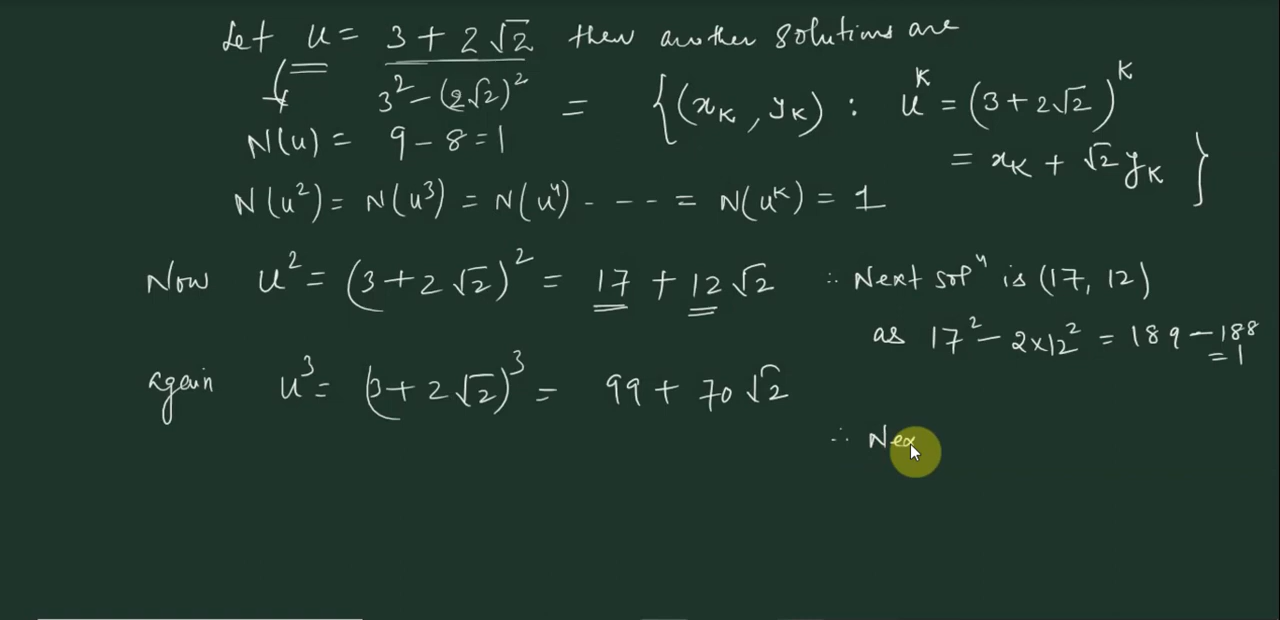 Let u = 3 + 2√2 then another solutions are
3² - (2√2)² = {(x_K, y_K) : u^K = (3 + 2√2)^K
N(u) = 9 - 8 = 1
= x_K + √2 y_K }
N(u²) = N(u³) = N(u⁴) - - - - = N(u^K) = 1
Now u² = (3 + 2√2)² = 17 + 12√2 ∴ Next solⁿ is (17, 12)
as 17² - 2×12² = 189 - 188
= 1
again u³ = (3 + 2√2)³ = 99 + 70√2
∴ Nex